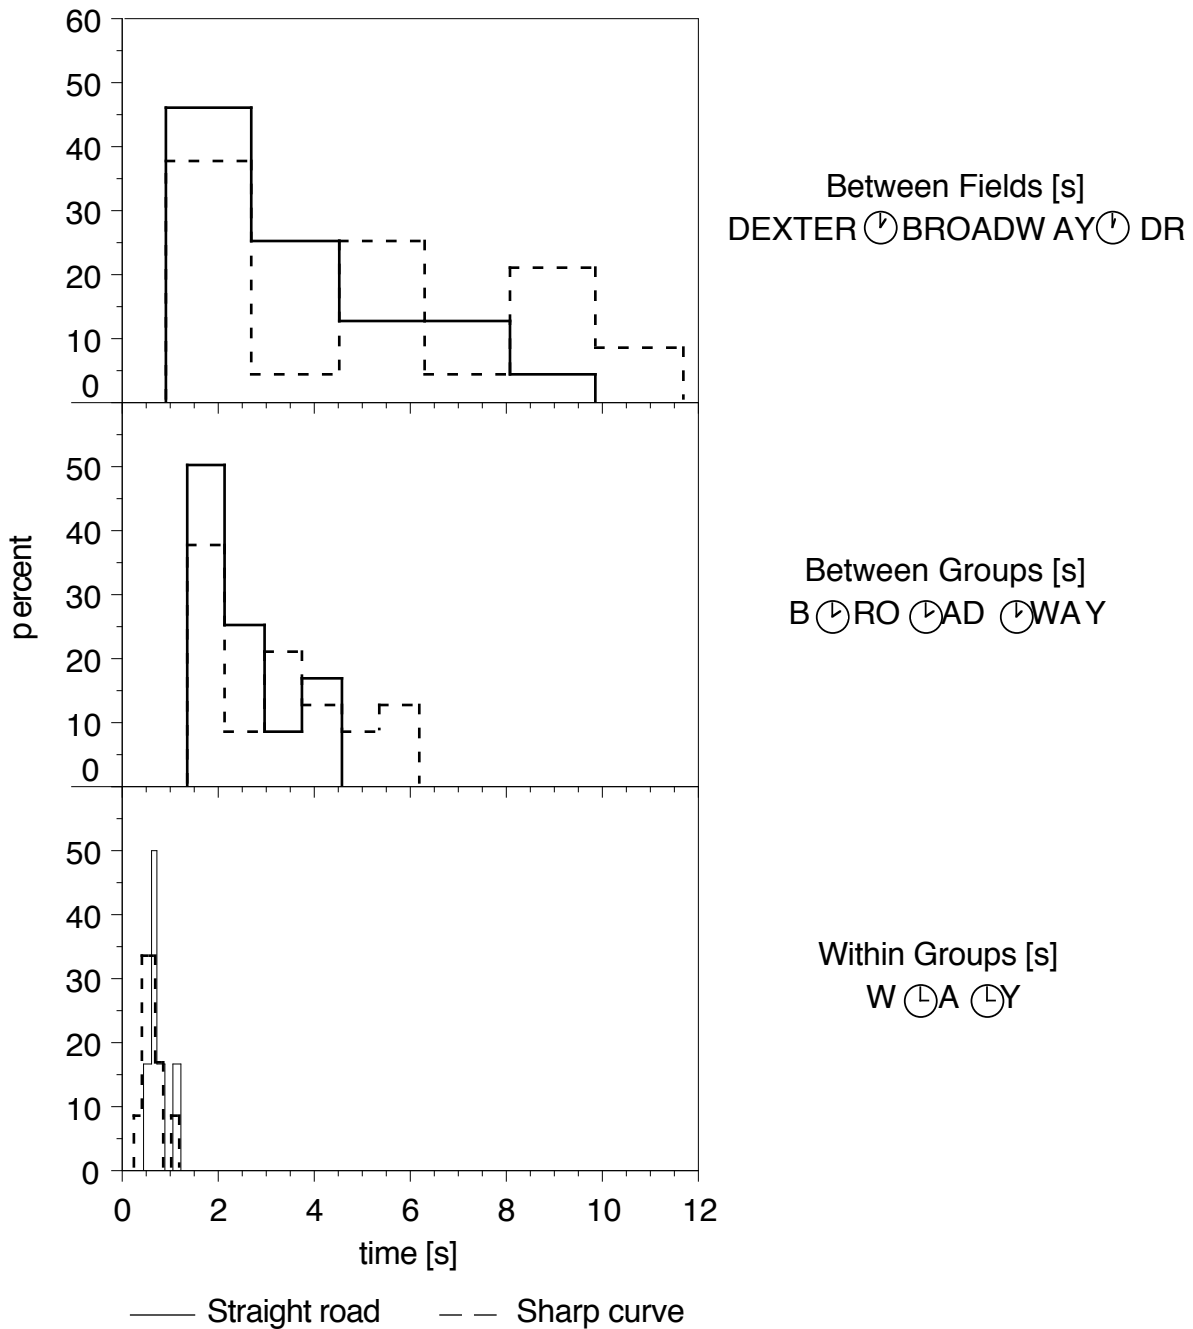 60
50
40
30
20
10
0
Between Fields [s]
DEXTER BROADW AY DR
50
40
30
20
10
0
percent
Between Groups [s]
B RO AD WAY
50
40
30
20
10
0
Within Groups [s]
W A Y
0 2 4 6 8 10 12
time [s]
Straight road Sharp curve